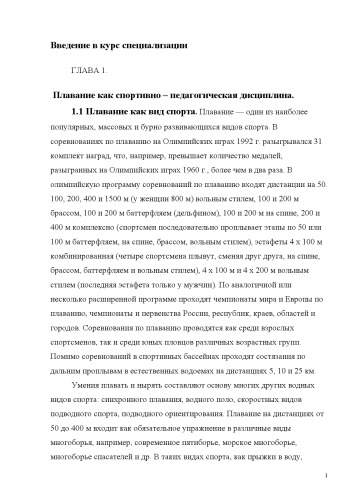 Введение в курс специализации
ГЛАВА 1.
Плавание как спортивно – педагогическая дисциплина.
1.1 Плавание как вид спорта. Плавание — один из наиболее
популярных, массовых и бурно развивающихся видов спорта. В
соревнованиях по плаванию на Олимпийских играх 1992 г. разыгрывался 31
комплект наград, что, например, превышает количество медалей,
разыгранных на Олимпийских играх 1960 г., более чем в два раза. В
олимпийскую программу соревнований по плаванию входят дистанции на 50.
100, 200, 400 и 1500 м (у женщин 800 м) вольным стилем, 100 и 200 м
брассом, 100 и 200 м баттерфляем (дельфином), 100 и 200 м на спине, 200 и
400 м комплексно (спортсмен последовательно проплывает этапы по 50 или
100 м баттерфляем, на спине, брассом, вольным стилем), эстафеты 4 х 100 м
комбинированная (четыре спортсмена плывут, сменяя друг друга, на спине,
брассом, баттерфляем и вольным стилем), 4 х 100 м и 4 х 200 м вольным
стилем (последняя эстафета только у мужчин). По аналогичной или
несколько расширенной программе проходят чемпионаты мира и Европы по
плаванию, чемпионаты и первенства России, республик, краев, областей и
городов. Соревнования по плаванию проводятся как среди взрослых
спортсменов, так и среди юных пловцов различных возрастных групп.
Помимо соревнований в спортивных бассейнах проходят состязания по
дальним проплывам в естественных водоемах на дистанциях 5, 10 и 25 км.
Умения плавать и нырять составляют основу многих других водных
видов спорта: синхронного плавания, водного поло, скоростных видов
подводного спорта, подводного ориентирования. Плавание на дистанциях от
50 до 400 м входит как обязательное упражнение в различные виды
многоборья, например, современное пятиборье, морское многоборье,
многоборье спасателей и др. В таких видах спорта, как прыжки в воду,
1